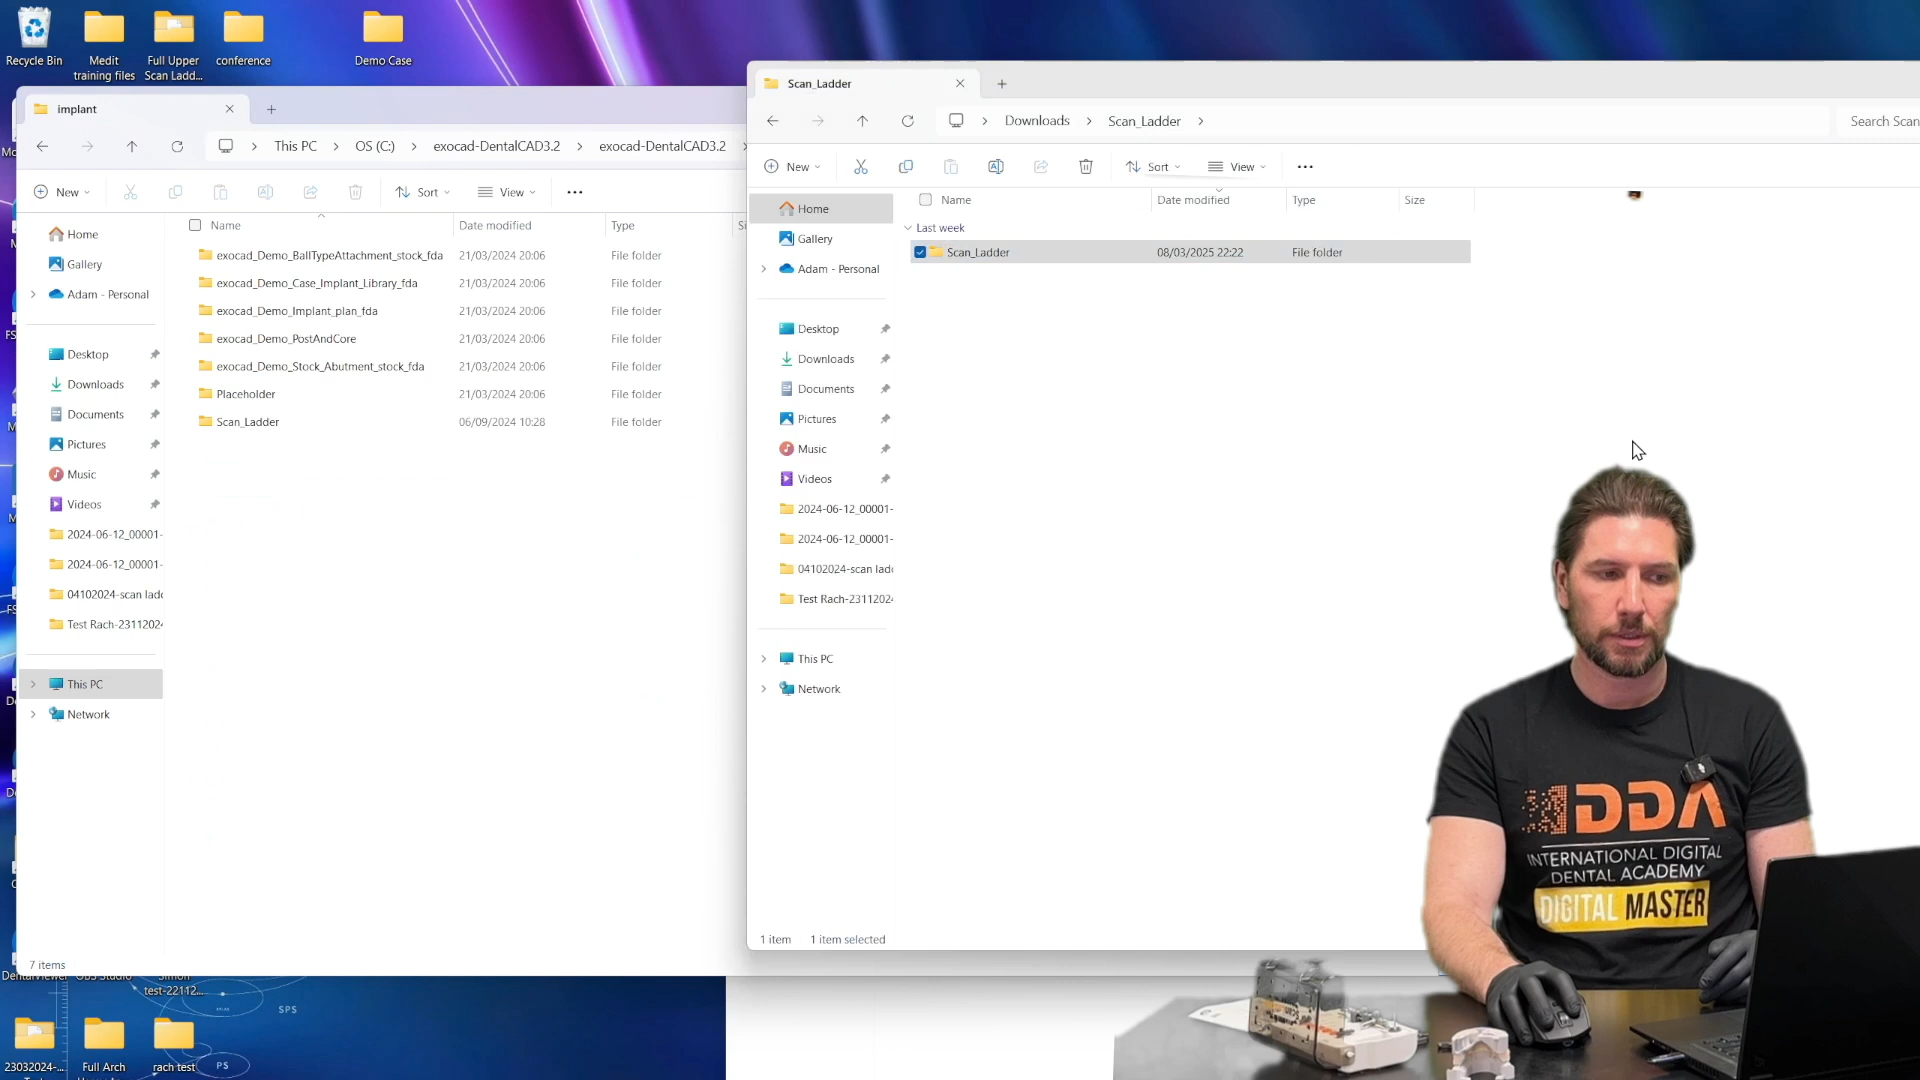 Recycle Bin
Medit
training files
Full Upper
Scan Ladd...
conference
Demo Case
implant
This PC
OS (C:)
exocad-DentalCAD3.2
exocad-DentalCAD3.2
New
Sort
View
Name
Date modified
Type
Home
Gallery
Adam - Personal
Desktop
Downloads
Documents
Pictures
Music
Videos
2024-06-12_00001-
2024-06-12_00001-
04102024-scan lad
Test Rach-2311202
This PC
Network
exocad_Demo_BallTypeAttachment_stock_fda 21/03/2024 20:06 File folder
exocad_Demo_Case_Implant_Library_fda 21/03/2024 20:06 File folder
exocad_Demo_Implant_plan_fda 21/03/2024 20:06 File folder
exocad_Demo_PostAndCore 21/03/2024 20:06 File folder
exocad_Demo_Stock_Abutment_stock_fda 21/03/2024 20:06 File folder
Placeholder 21/03/2024 20:06 File folder
Scan_Ladder 06/09/2024 10:28 File folder
7 items
Scan_Ladder
Downloads
Scan_Ladder
Search Scan
New
Sort
View
Name
Date modified
Type
Size
Last week
Scan_Ladder 08/03/2025 22:22 File folder
Home
Gallery
Adam - Personal
Desktop
Downloads
Documents
Pictures
Music
Videos
2024-06-12_00001-
2024-06-12_00001-
04102024-scan lad
Test Rach-2311202
This PC
Network
1 item 1 item selected
IDDA
INTERNATIONAL DIGITAL
DENTAL ACADEMY
DIGITAL MASTER
test-22112...
SPS
23032024-...
Full Arch
rach test
PS